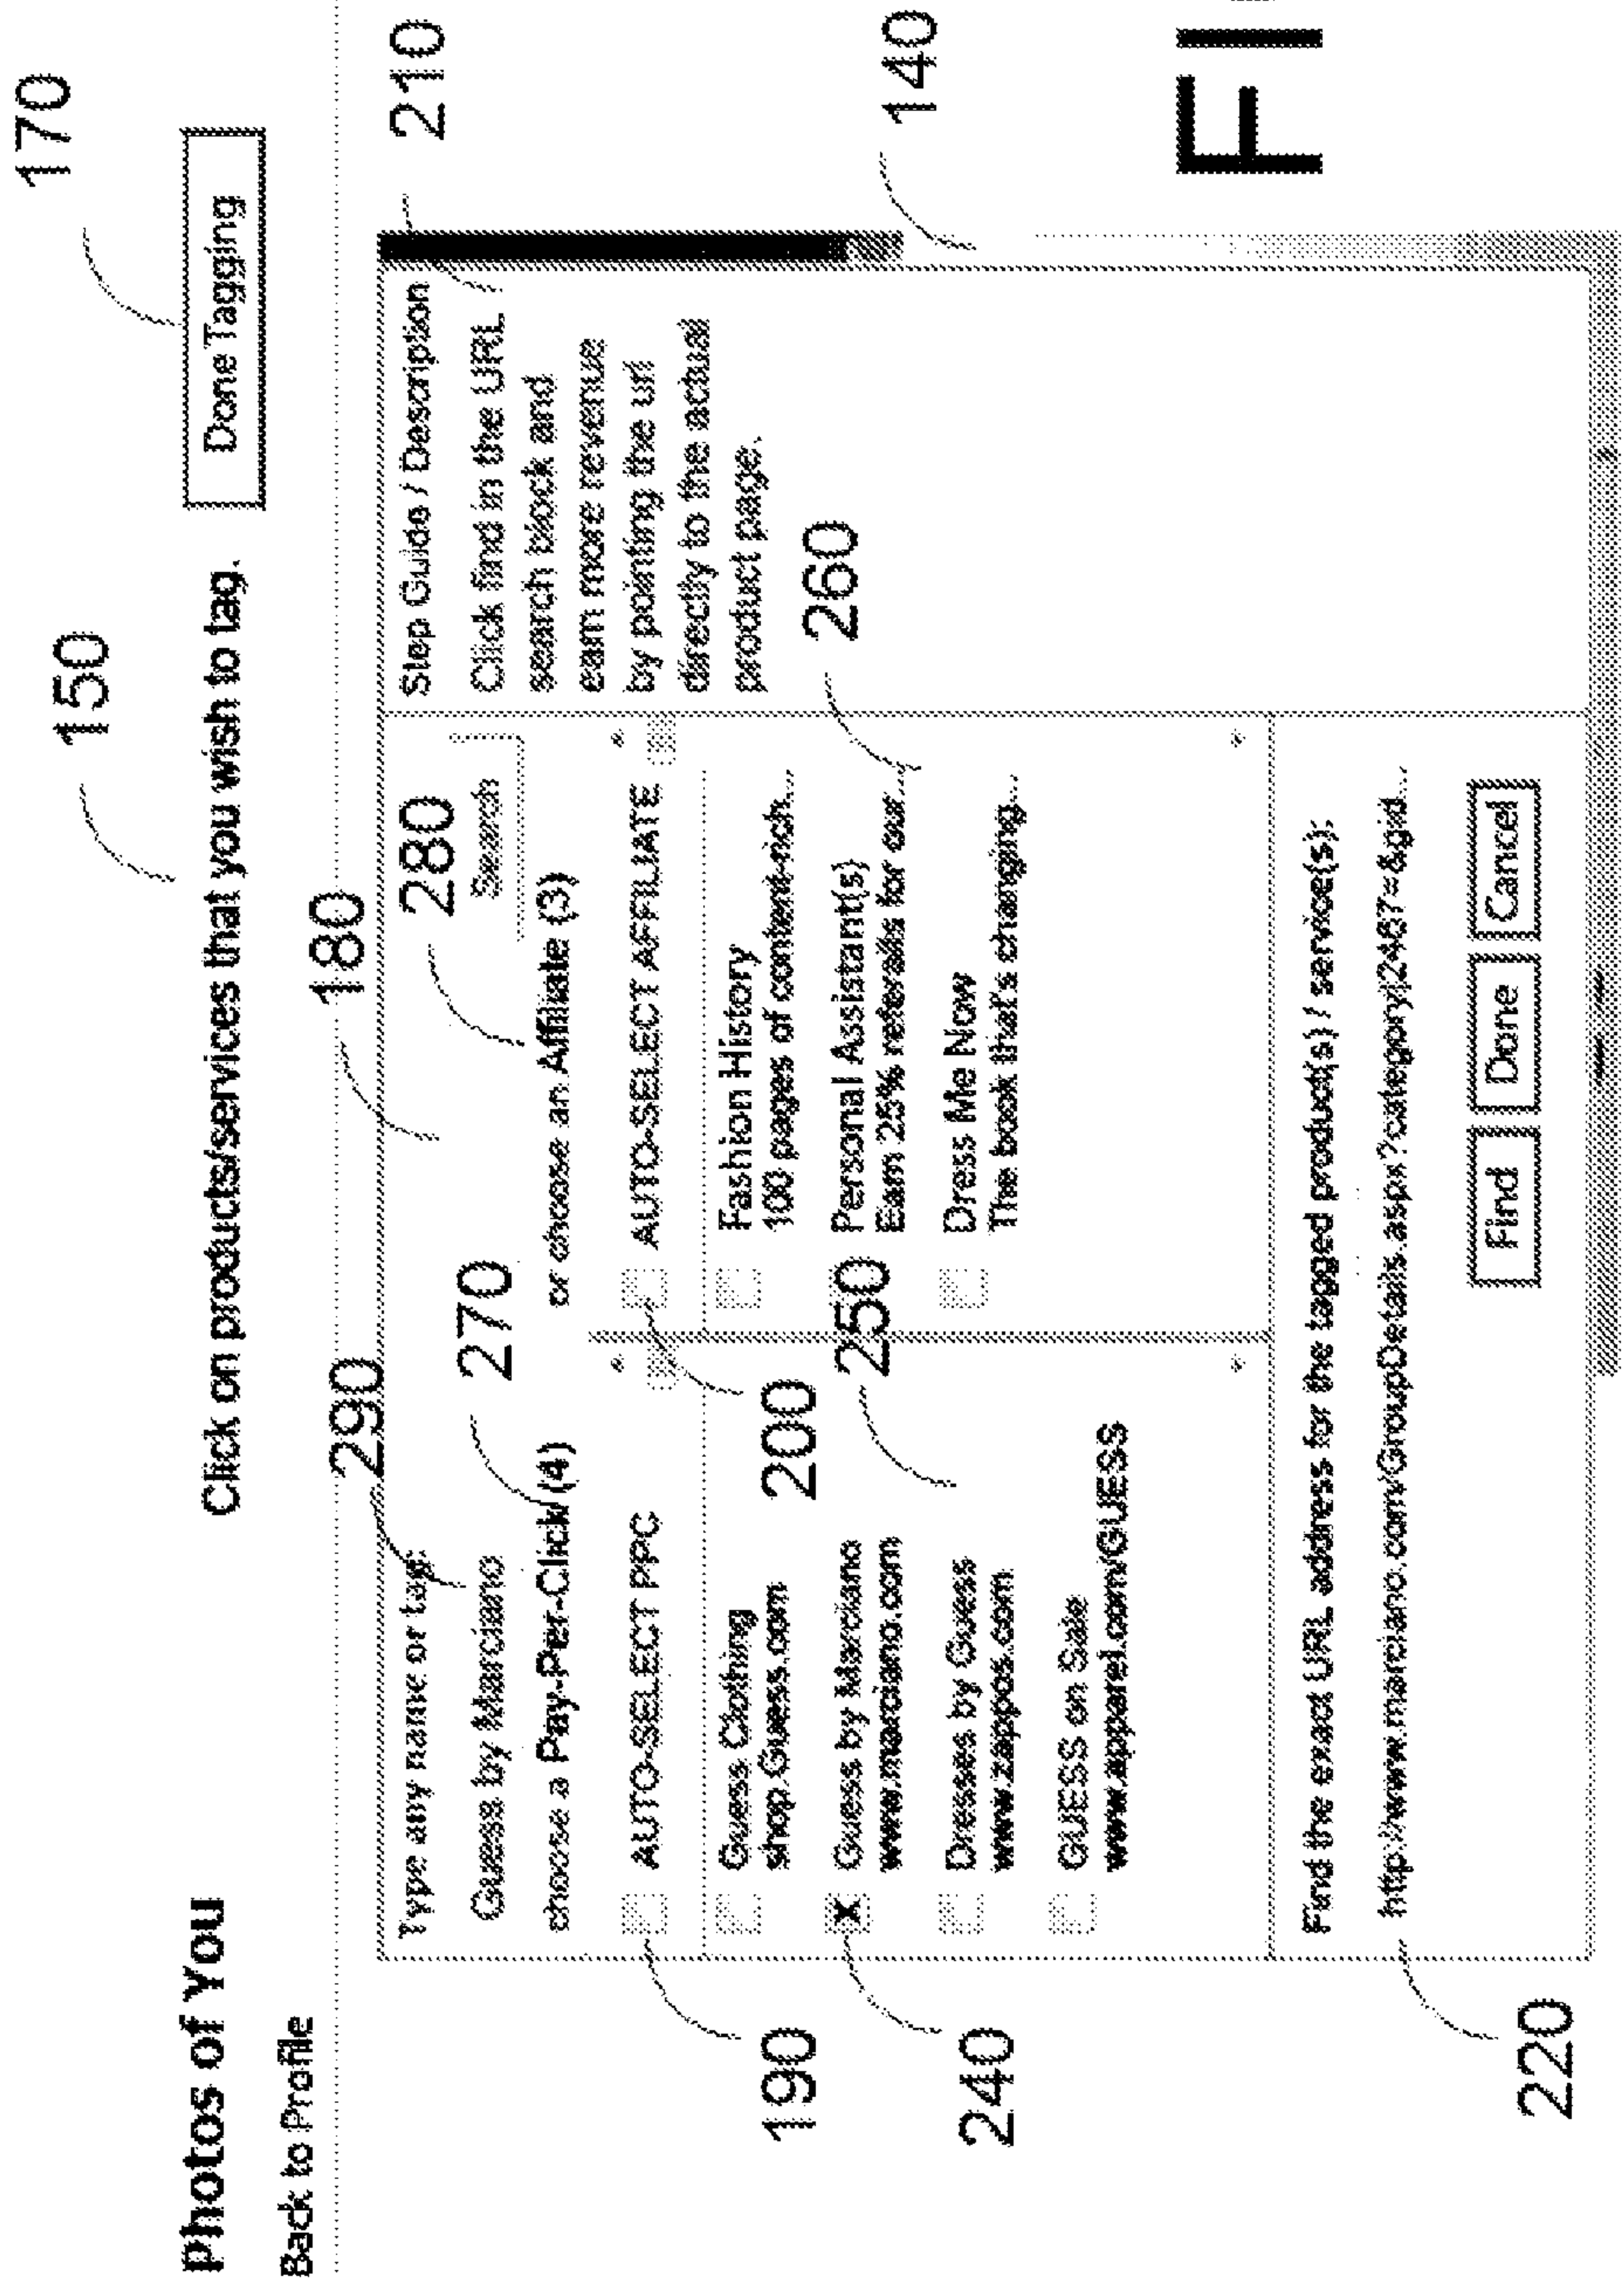 170
150
Photos of You
Click on products/services that you wish to tag.
Done Tagging
Back to Profile
180
290
280
210
Type any name or tag:
Guess by Marciano
Search
270
choose a Pay-Per-Click (4)
or choose an Affiliate (3)
AUTO-SELECT PPC
AUTO-SELECT AFFILIATE
190
200
Guess Clothing
shop.Guess.com
X Guess by Marciano
www.marciano.com
Dresses by Guess
www.zappos.com
GUESS on Sale
www.apparel.com/GUESS
240
250
Fashion History
100 pages of content-rich...
Personal Assistant(s)
Earn 25% referrals for our...
Dress Me Now
The book that's changing...
260
Step Guide / Description
Click find in the URL
search block and
earn more revenue
by pointing the url
directly to the actual
product page.
140
Find the exact URL address for the tagged product(s) / service(s):
http://www.marciano.com/GroupDetails.aspx?category|2467=&gid...
220
Find
Done
Cancel
FI